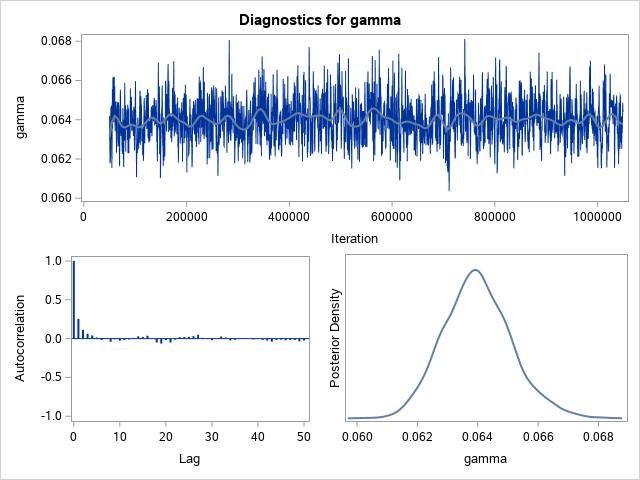 Diagnostics for gamma
gamma
0.068
0.066
0.064
0.062
0.060
0 200000 400000 600000 800000 1000000
Iteration
Autocorrelation
1.0
0.5
0.0
-0.5
-1.0
0 10 20 30 40 50
Lag
Posterior Density
0.060 0.062 0.064 0.066 0.068
gamma